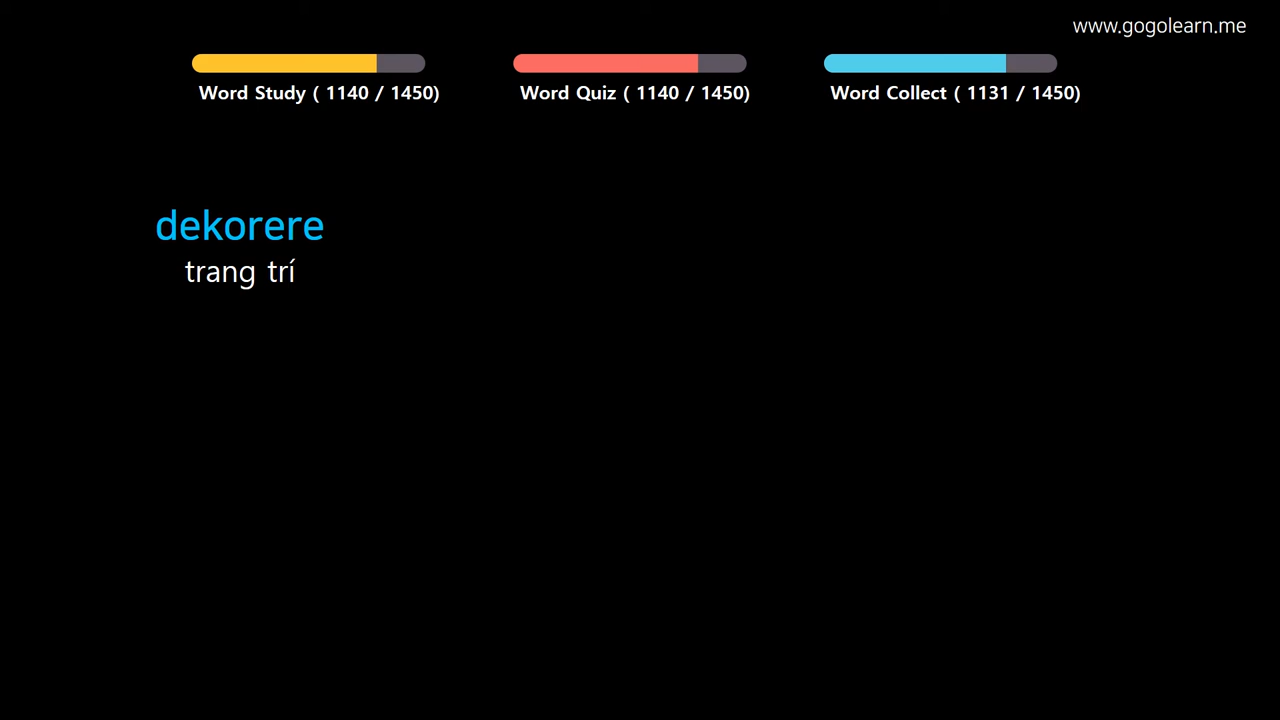 www.gogolearn.me
Word Study ( 1140 / 1450)
Word Quiz ( 1140 / 1450)
Word Collect ( 1131 / 1450)
dekorere
trang trí